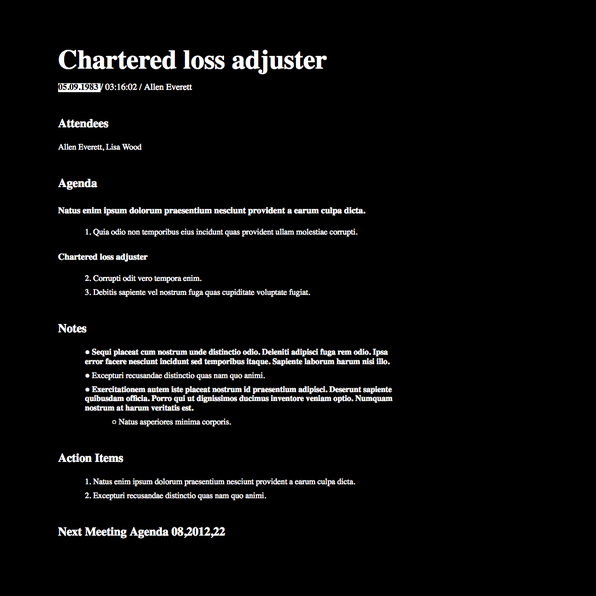 Chartered loss adjuster
05.09.1983 / 03:16:02 / Allen Everett
Attendees
Allen Everett, Lisa Wood
Agenda
Natus enim ipsum dolorum praesentium nesciunt provident a earum culpa dicta.
1. Quia odio non temporibus eius incidunt quas provident ullam molestiae corrupti.
Chartered loss adjuster
2. Corrupti odit vero tempora enim.
3. Debitis sapiente vel nostrum fuga quas cupiditate voluptate fugiat.
Notes
● Sequi placeat cum nostrum unde distinctio odio. Deleniti adipisci fuga rem odio. Ipsa
error facere nesciunt incidunt sed temporibus itaque. Sapiente laborum harum nisi illo.
● Excepturi recusandae distinctio quas nam quo animi.
● Exercitationem autem iste placeat nostrum id praesentium adipisci. Deserunt sapiente
quibusdam officia. Porro qui ut dignissimos ducimus inventore veniam optio. Numquam
nostrum at harum veritatis est.
○ Natus asperiores minima corporis.
Action Items
1. Natus enim ipsum dolorum praesentium nesciunt provident a earum culpa dicta.
2. Excepturi recusandae distinctio quas nam quo animi.
Next Meeting Agenda 08,2012,22